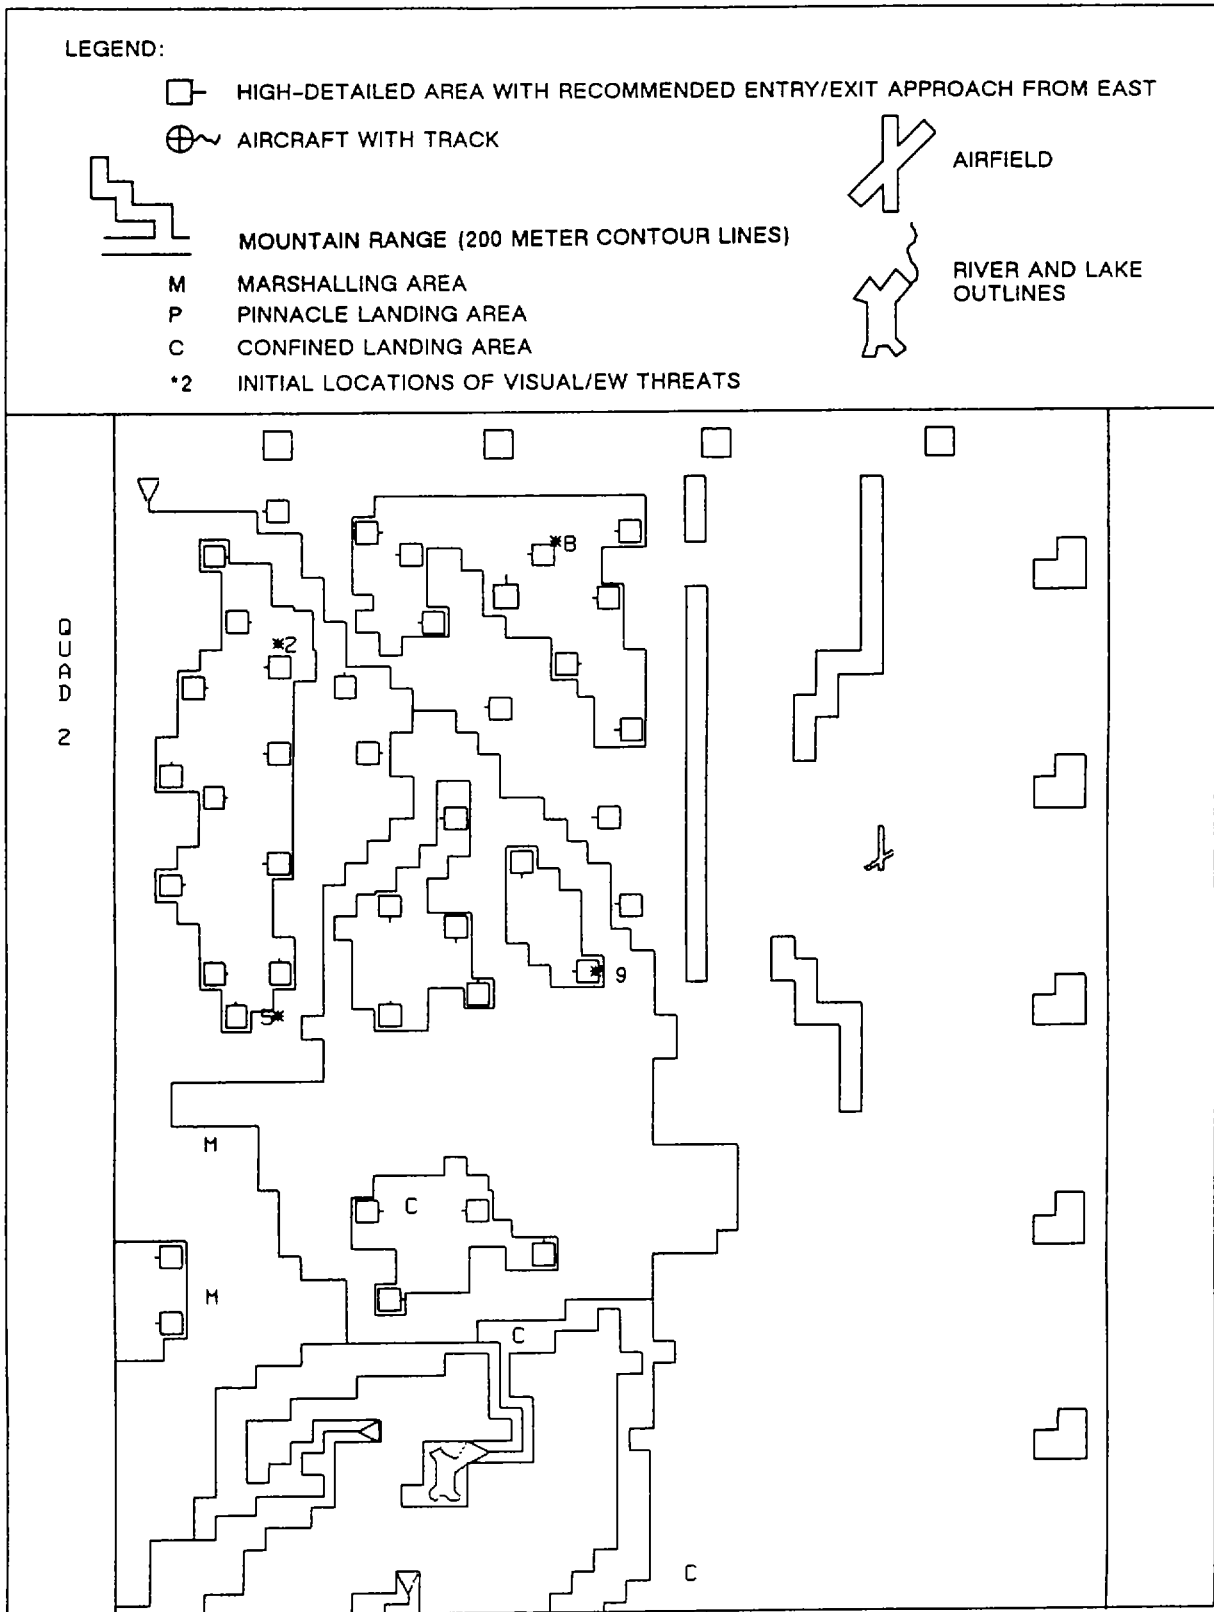 LEGEND:
HIGH-DETAILED AREA WITH RECOMMENDED ENTRY/EXIT APPROACH FROM EAST
AIRCRAFT WITH TRACK
AIRFIELD
MOUNTAIN RANGE (200 METER CONTOUR LINES)
M MARSHALLING AREA
P PINNACLE LANDING AREA
C CONFINED LANDING AREA
*2 INITIAL LOCATIONS OF VISUAL/EW THREATS
RIVER AND LAKE
OUTLINES
QUAD 2
*8
*2
* 9
5*
M
C
M
C
C